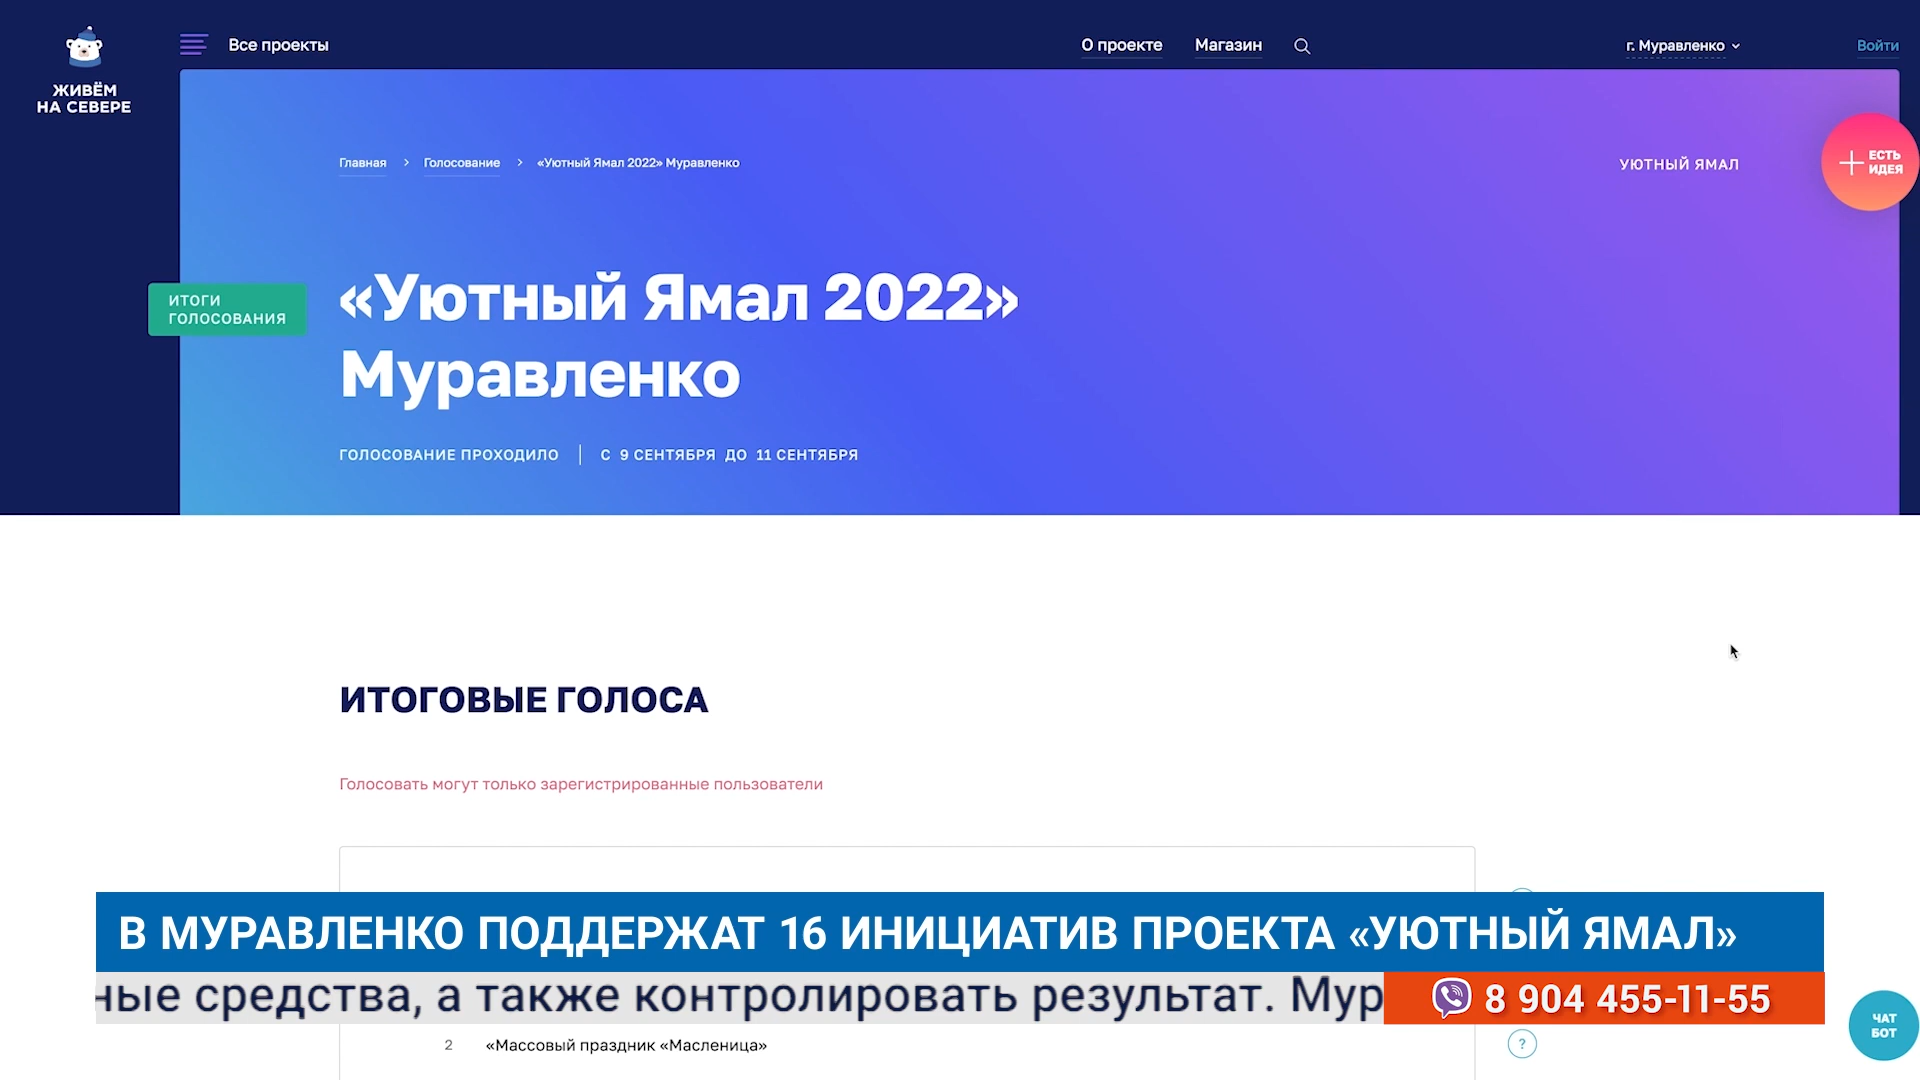 Все проекты
О проекте
Магазин
г. Муравленко
Войти
ЖИВЁМ
НА СЕВЕРЕ
Главная > Голосование > «Уютный Ямал 2022» Муравленко
УЮТНЫЙ ЯМАЛ
ЕСТЬ
ИДЕЯ
ИТОГИ
ГОЛОСОВАНИЯ
«Уютный Ямал 2022»
Муравленко
ГОЛОСОВАНИЕ ПРОХОДИЛО | С 9 СЕНТЯБРЯ ДО 11 СЕНТЯБРЯ
ИТОГОВЫЕ ГОЛОСА
Голосовать могут только зарегистрированные пользователи
В МУРАВЛЕНКО ПОДДЕРЖАТ 16 ИНИЦИАТИВ ПРОЕКТА «УЮТНЫЙ ЯМАЛ»
ные средства, а также контролировать результат. Мур
8 904 455-11-55
2 «Массовый праздник «Масленица»
?
ЧАТ
БОТ